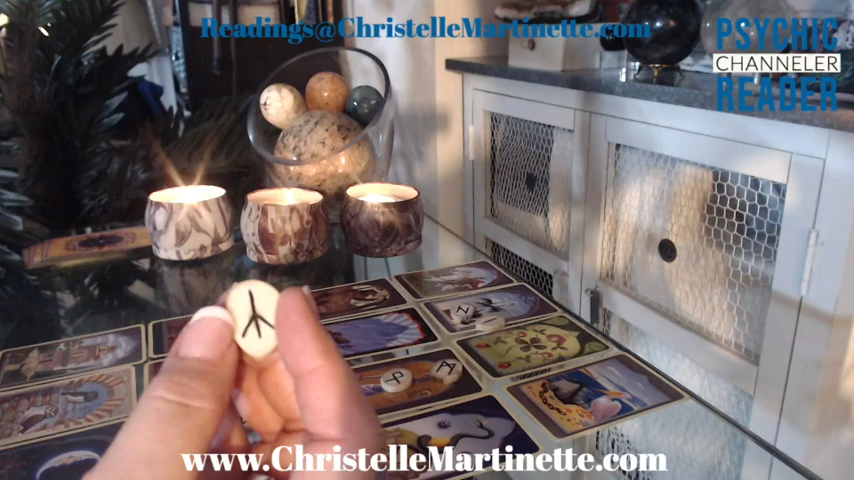 Readings@ChristelleMartinette.com
PSYCHIC
CHANNELER
READER
www.ChristelleMartinette.com